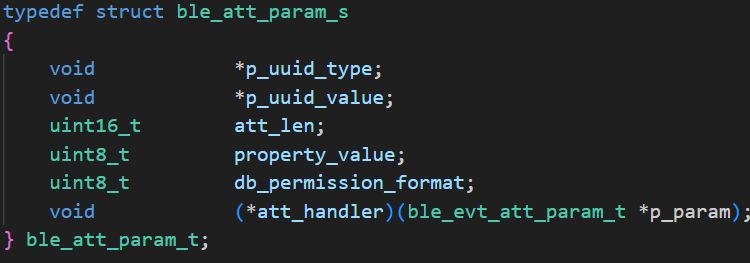 typedef struct ble_att_param_s
{
    void            *p_uuid_type;
    void            *p_uuid_value;
    uint16_t        att_len;
    uint8_t         property_value;
    uint8_t         db_permission_format;
    void            (*att_handler)(ble_evt_att_param_t *p_param);
} ble_att_param_t;